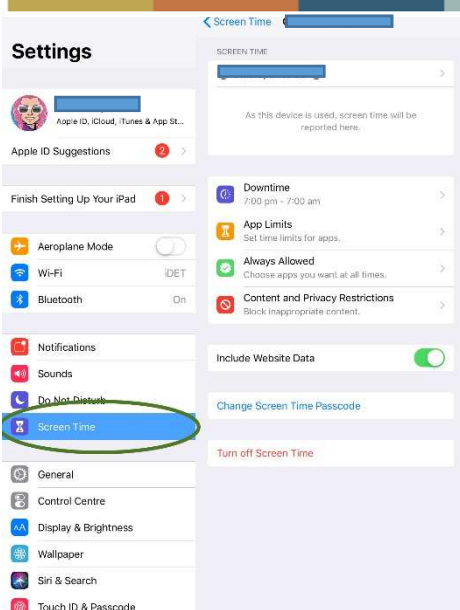 Settings
Apple ID, iCloud, iTunes & App St...
Apple ID Suggestions
2
Finish Setting Up Your iPad
1
Aeroplane Mode
Wi-Fi
iDET
Bluetooth
On
Notifications
Sounds
Do Not Disturb
Screen Time
General
Control Centre
AA
Display & Brightness
Wallpaper
Siri & Search
Touch ID & Passcode
Screen Time
SCREEN TIME
As this device is used, screen time will be
reported here.
Downtime
7:00 pm - 7:00 am
App Limits
Set time limits for apps.
Always Allowed
Choose apps you want at all times.
Content and Privacy Restrictions
Block inappropriate content.
Include Website Data
Change Screen Time Passcode
Turn off Screen Time